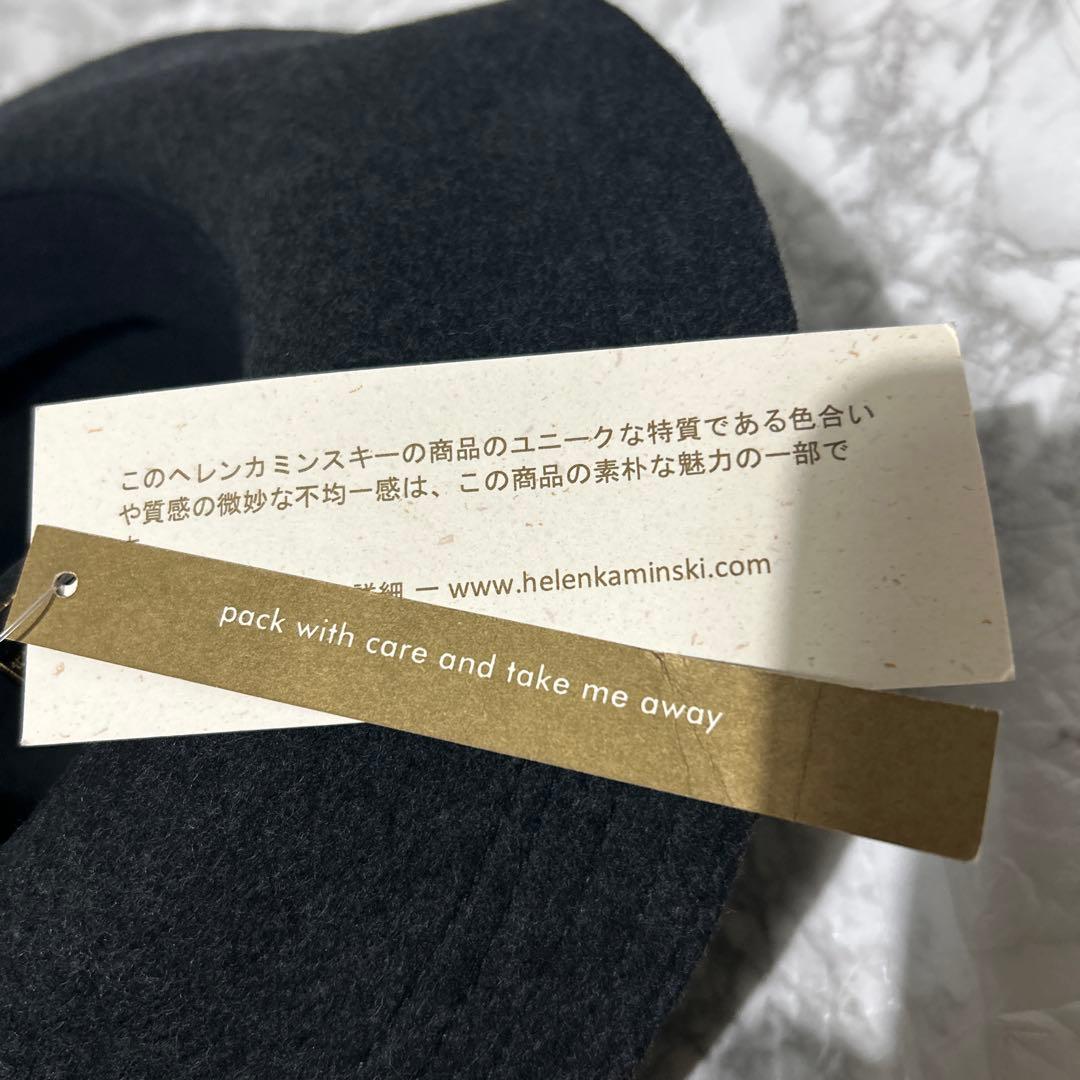 このヘレンカミンスキーの商品のユニークな特質である色合い
や質感の微妙な不均一感は、この商品の素朴な魅力の一部で
詳細 ー www.helenkaminski.com
pack with care and take me away